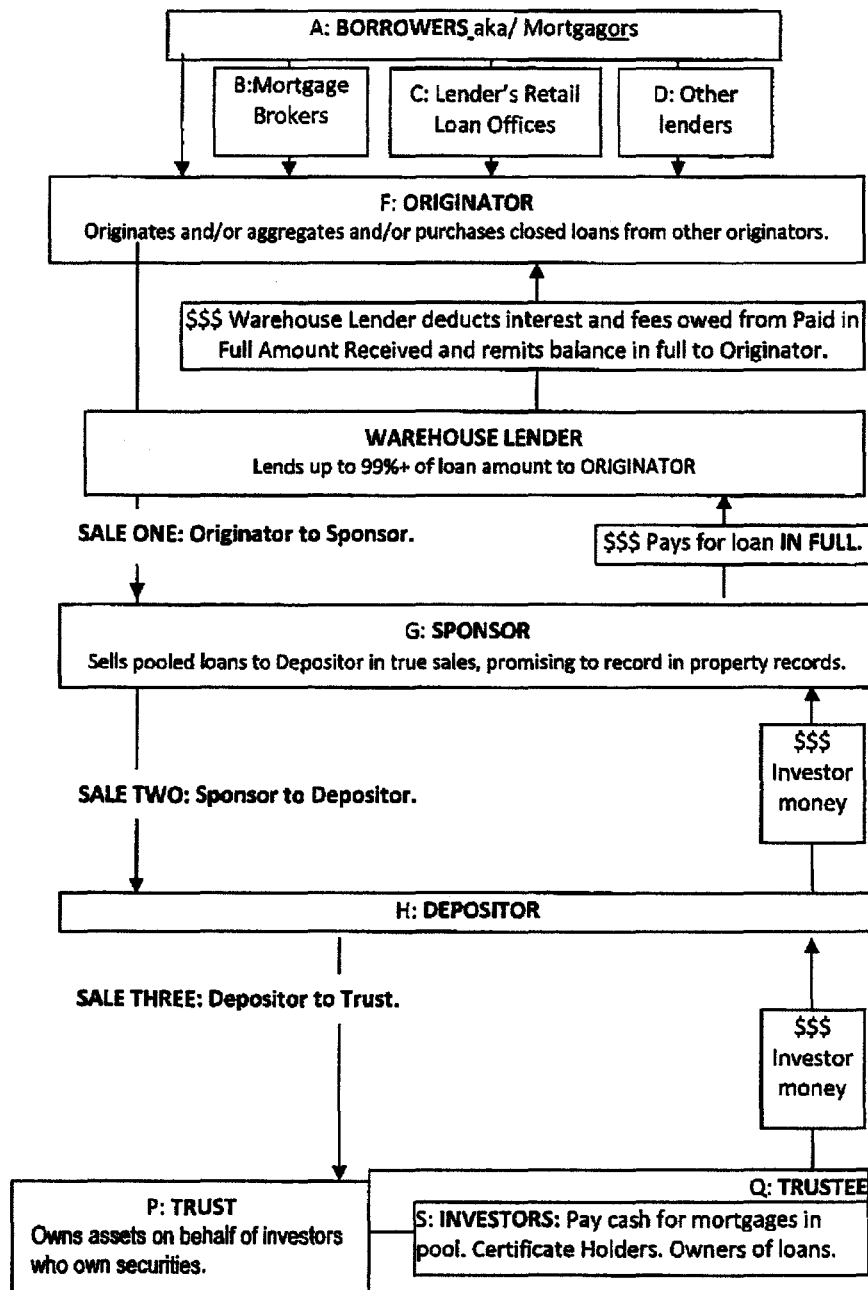 A: BORROWERS aka/ Mortgagors
B:Mortgage
Brokers
C: Lender's Retail
Loan Offices
D: Other
lenders
F: ORIGINATOR
Originates and/or aggregates and/or purchases closed loans from other originators.
$$$ Warehouse Lender deducts interest and fees owed from Paid in
Full Amount Received and remits balance in full to Originator.
WAREHOUSE LENDER
Lends up to 99%+ of loan amount to ORIGINATOR
SALE ONE: Originator to Sponsor.
$$$ Pays for loan IN FULL.
G: SPONSOR
Sells pooled loans to Depositor in true sales, promising to record in property records.
$$$
Investor
money
SALE TWO: Sponsor to Depositor.
H: DEPOSITOR
SALE THREE: Depositor to Trust.
$$$
Investor
money
P: TRUST
Owns assets on behalf of investors
who own securities.
Q: TRUSTEE
S: INVESTORS: Pay cash for mortgages in
pool. Certificate Holders. Owners of loans.